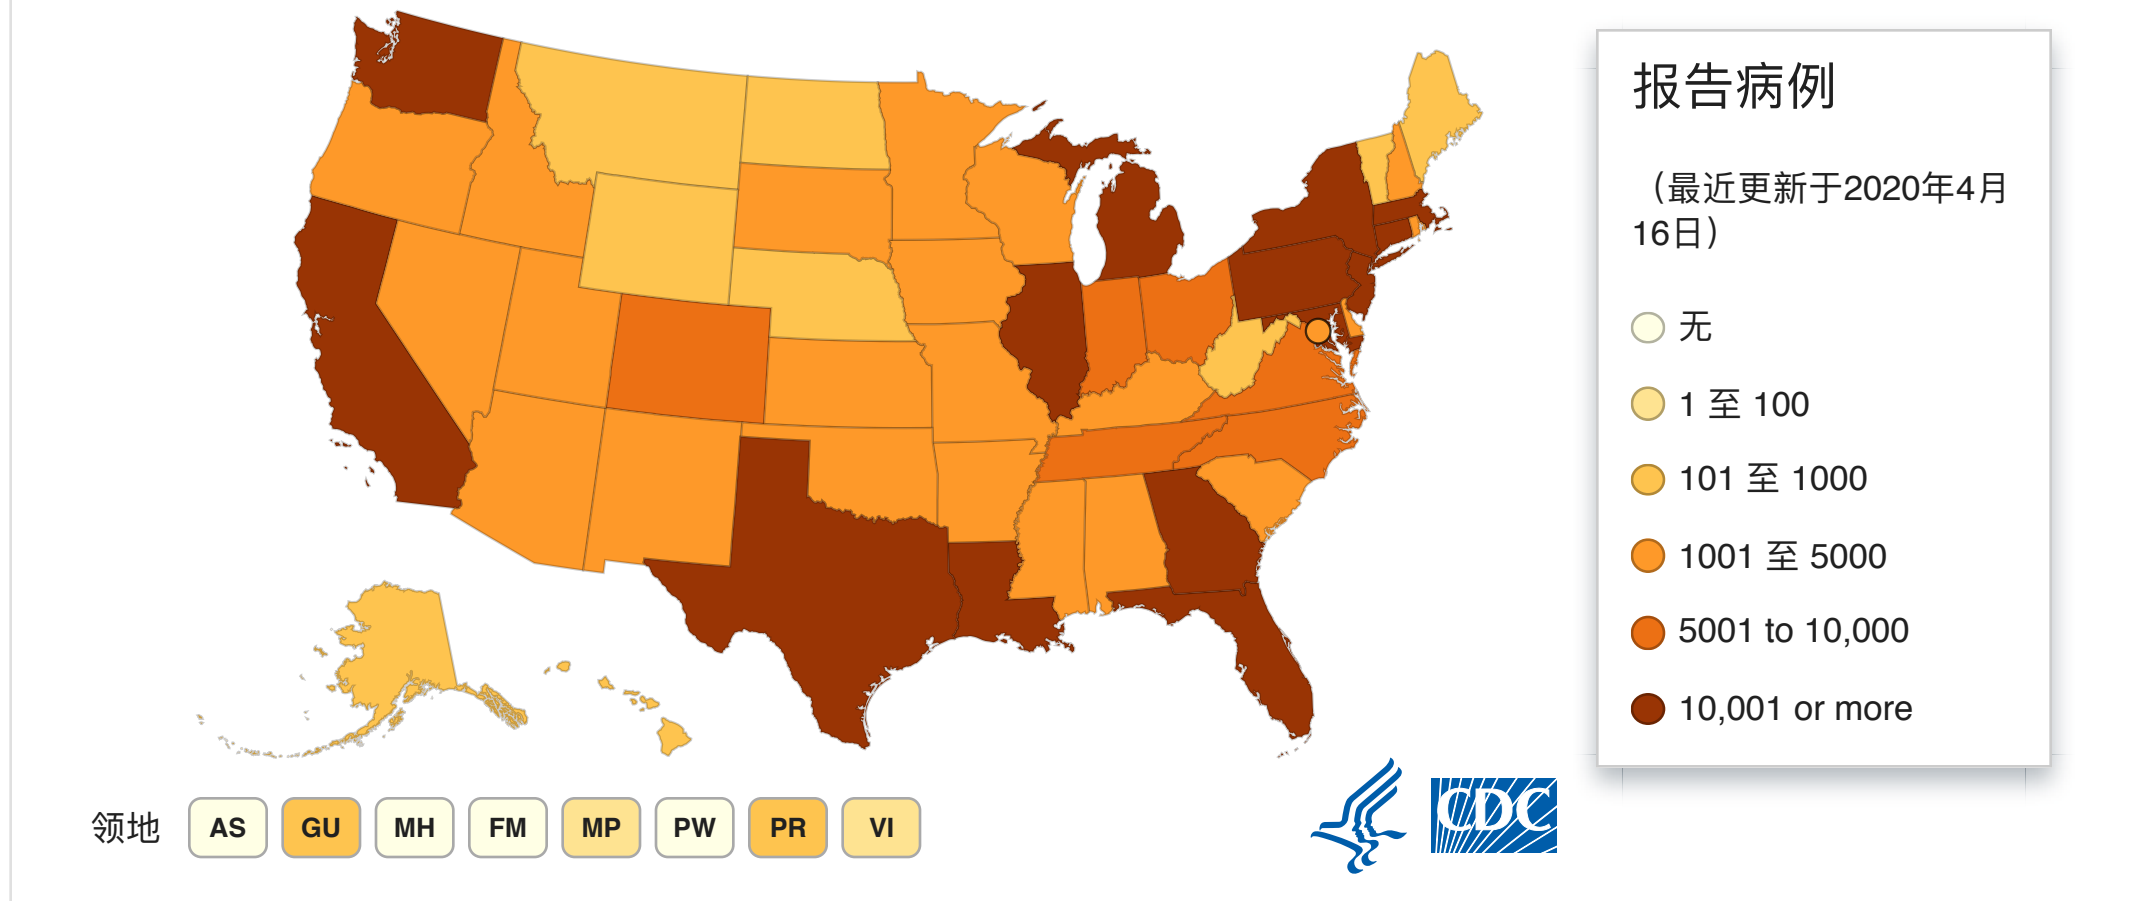 报告病例
（最近更新于2020年4月
16日）
无
1 至 100
101 至 1000
1001 至 5000
5001 to 10,000
10,001 or more
领地
AS
GU
MH
FM
MP
PW
PR
VI
CDC